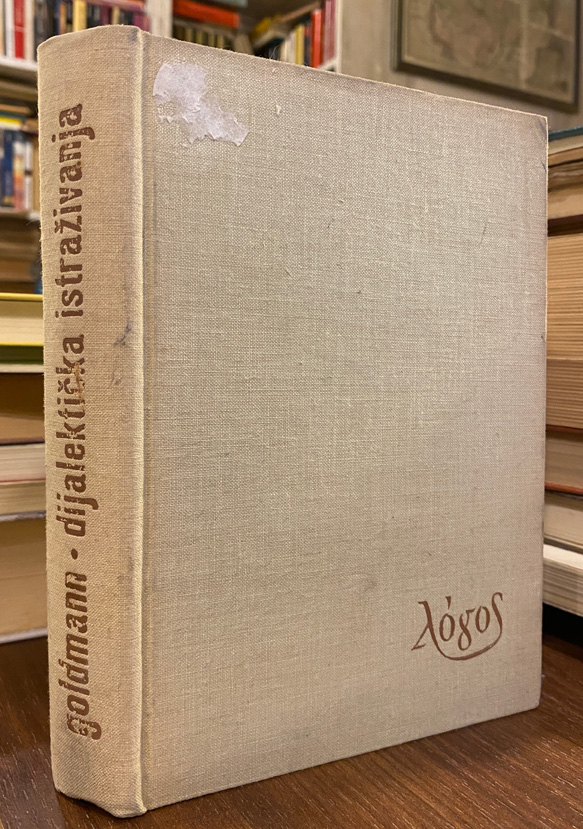 goldmann • dijalektička istraživanja
λόγος